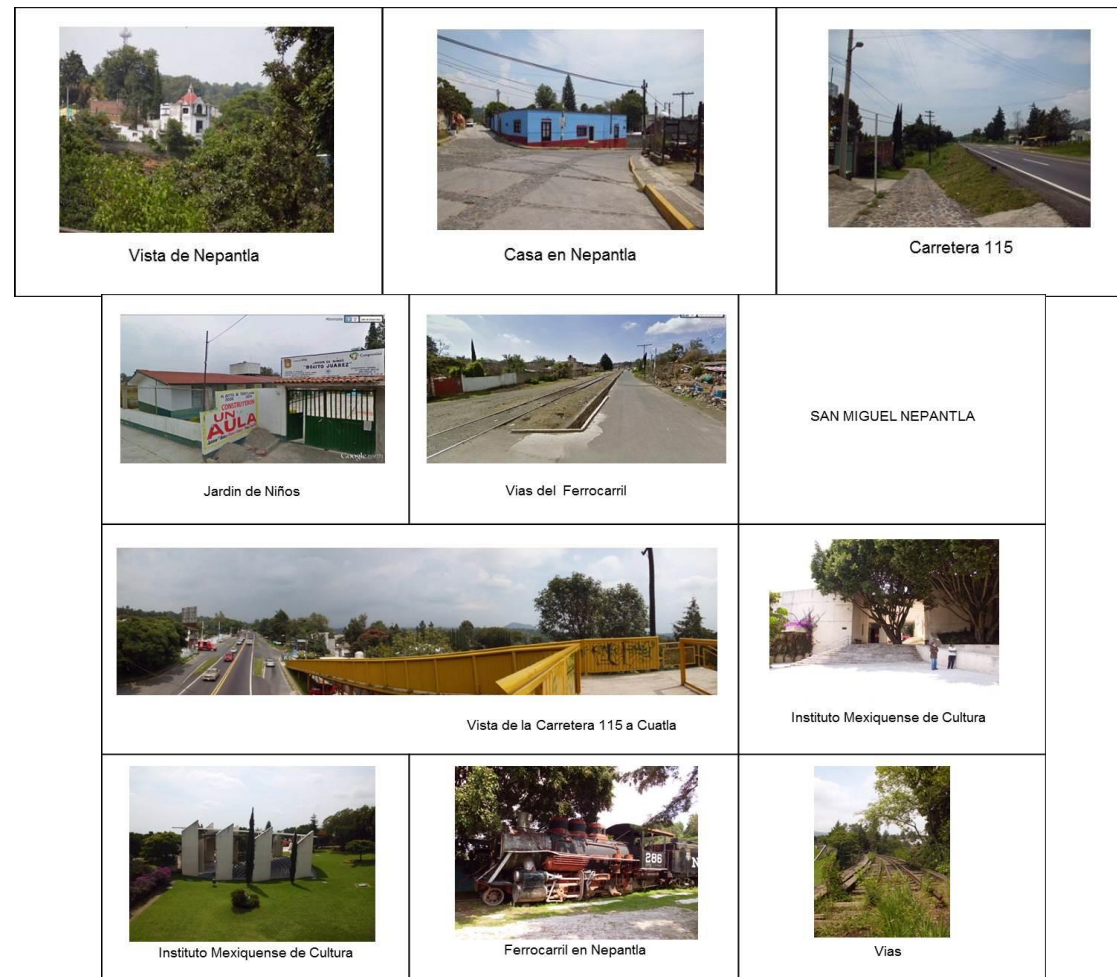 Vista de Nepantla
Casa en Nepantla
Carretera 115
JARDIN DE NIÑOS
"BENITO JUAREZ"
CONSTRUYERON
UN
AULA
Google
Jardin de Niños
Vias del Ferrocarril
SAN MIGUEL NEPANTLA
Vista de la Carretera 115 a Cuatla
Instituto Mexiquense de Cultura
286
N
Instituto Mexiquense de Cultura
Ferrocarril en Nepantla
Vias